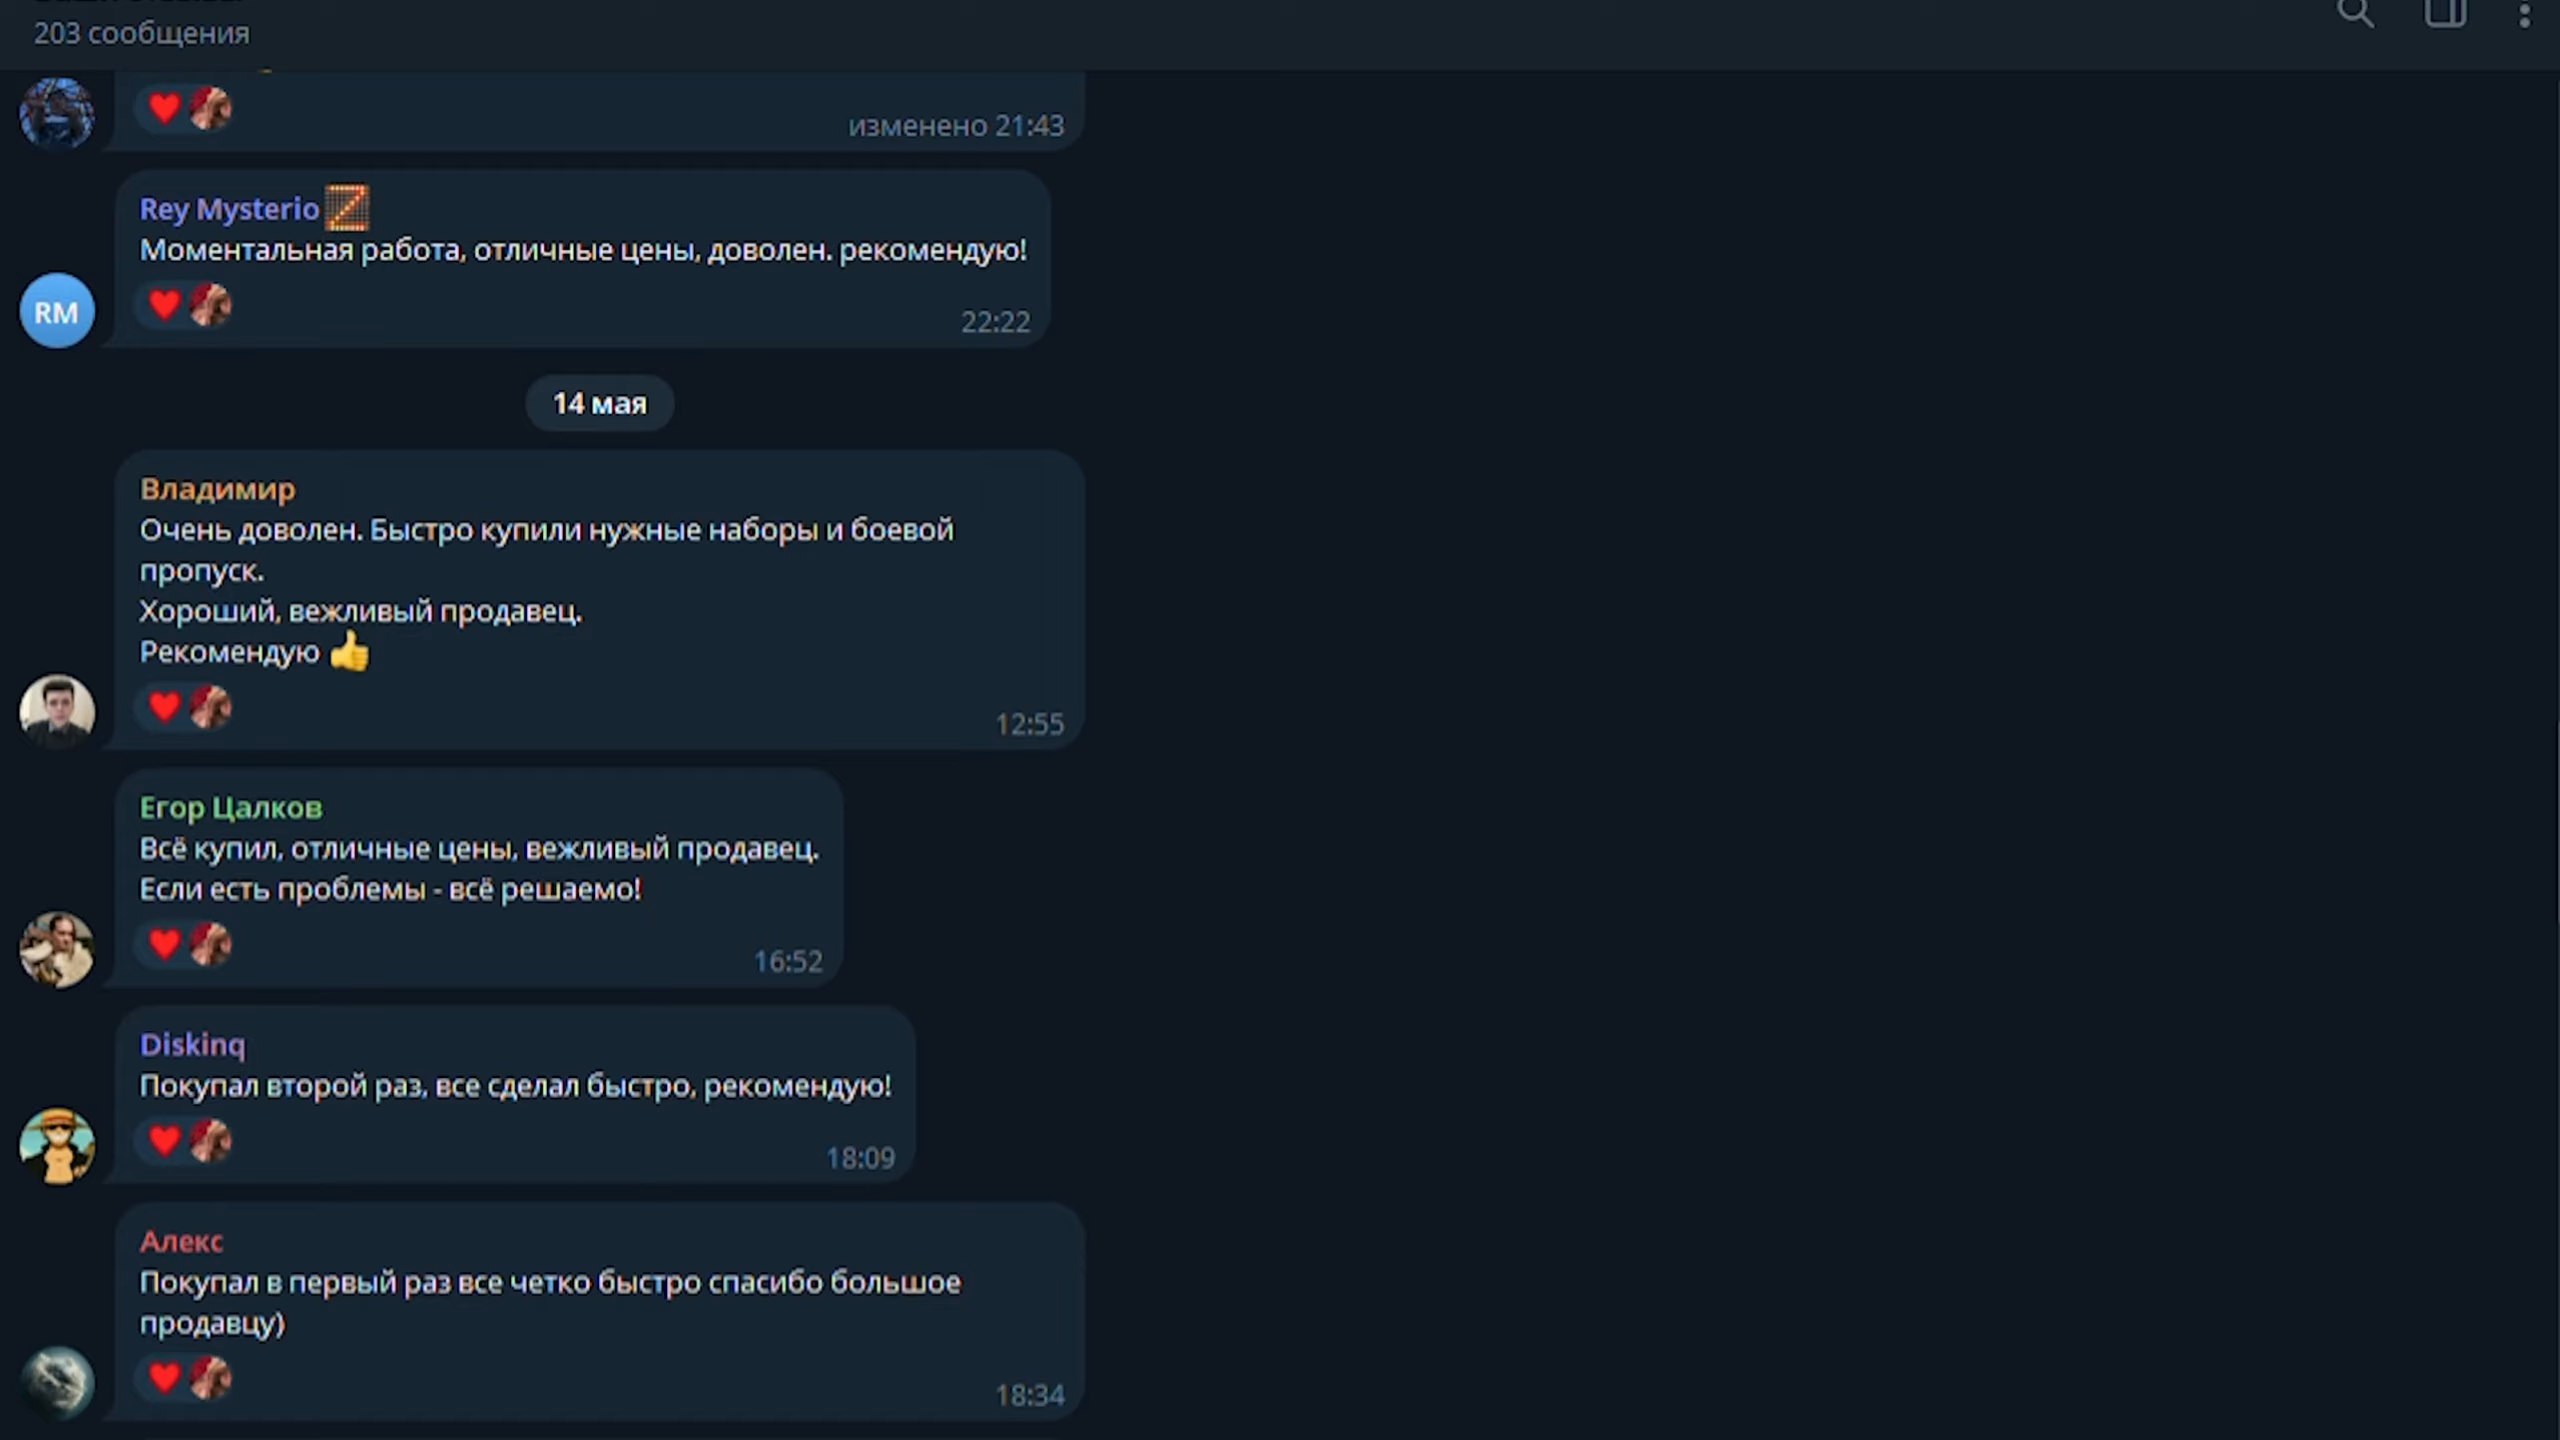 203 сообщения
изменено 21:43
Rey Mysterio
Моментальная работа, отличные цены, доволен. рекомендую!
RM
22:22
14 мая
Владимир
Очень доволен. Быстро купили нужные наборы и боевой
пропуск.
Хороший, вежливый продавец.
Рекомендую 👍
12:55
Егор Цалков
Всё купил, отличные цены, вежливый продавец.
Если есть проблемы - всё решаемо!
16:52
Diskinq
Покупал второй раз, все сделал быстро, рекомендую!
18:09
Алекс
Покупал в первый раз все четко быстро спасибо большое
продавцу)
18:34